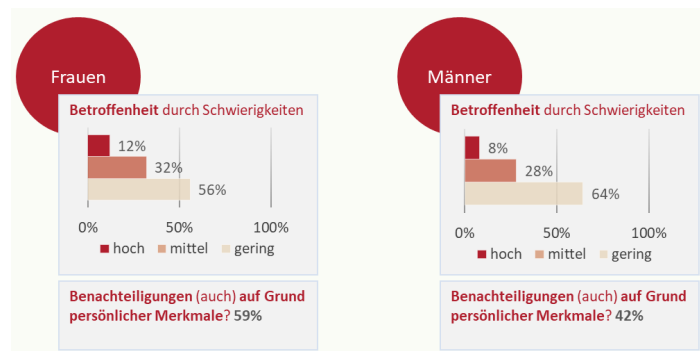 Frauen
Betroffenheit durch Schwierigkeiten
12%
32%
56%
0% 50% 100%
hoch mittel gering
Benachteiligungen (auch) auf Grund
persönlicher Merkmale? 59%
Männer
Betroffenheit durch Schwierigkeiten
8%
28%
64%
0% 50% 100%
hoch mittel gering
Benachteiligungen (auch) auf Grund
persönlicher Merkmale? 42%